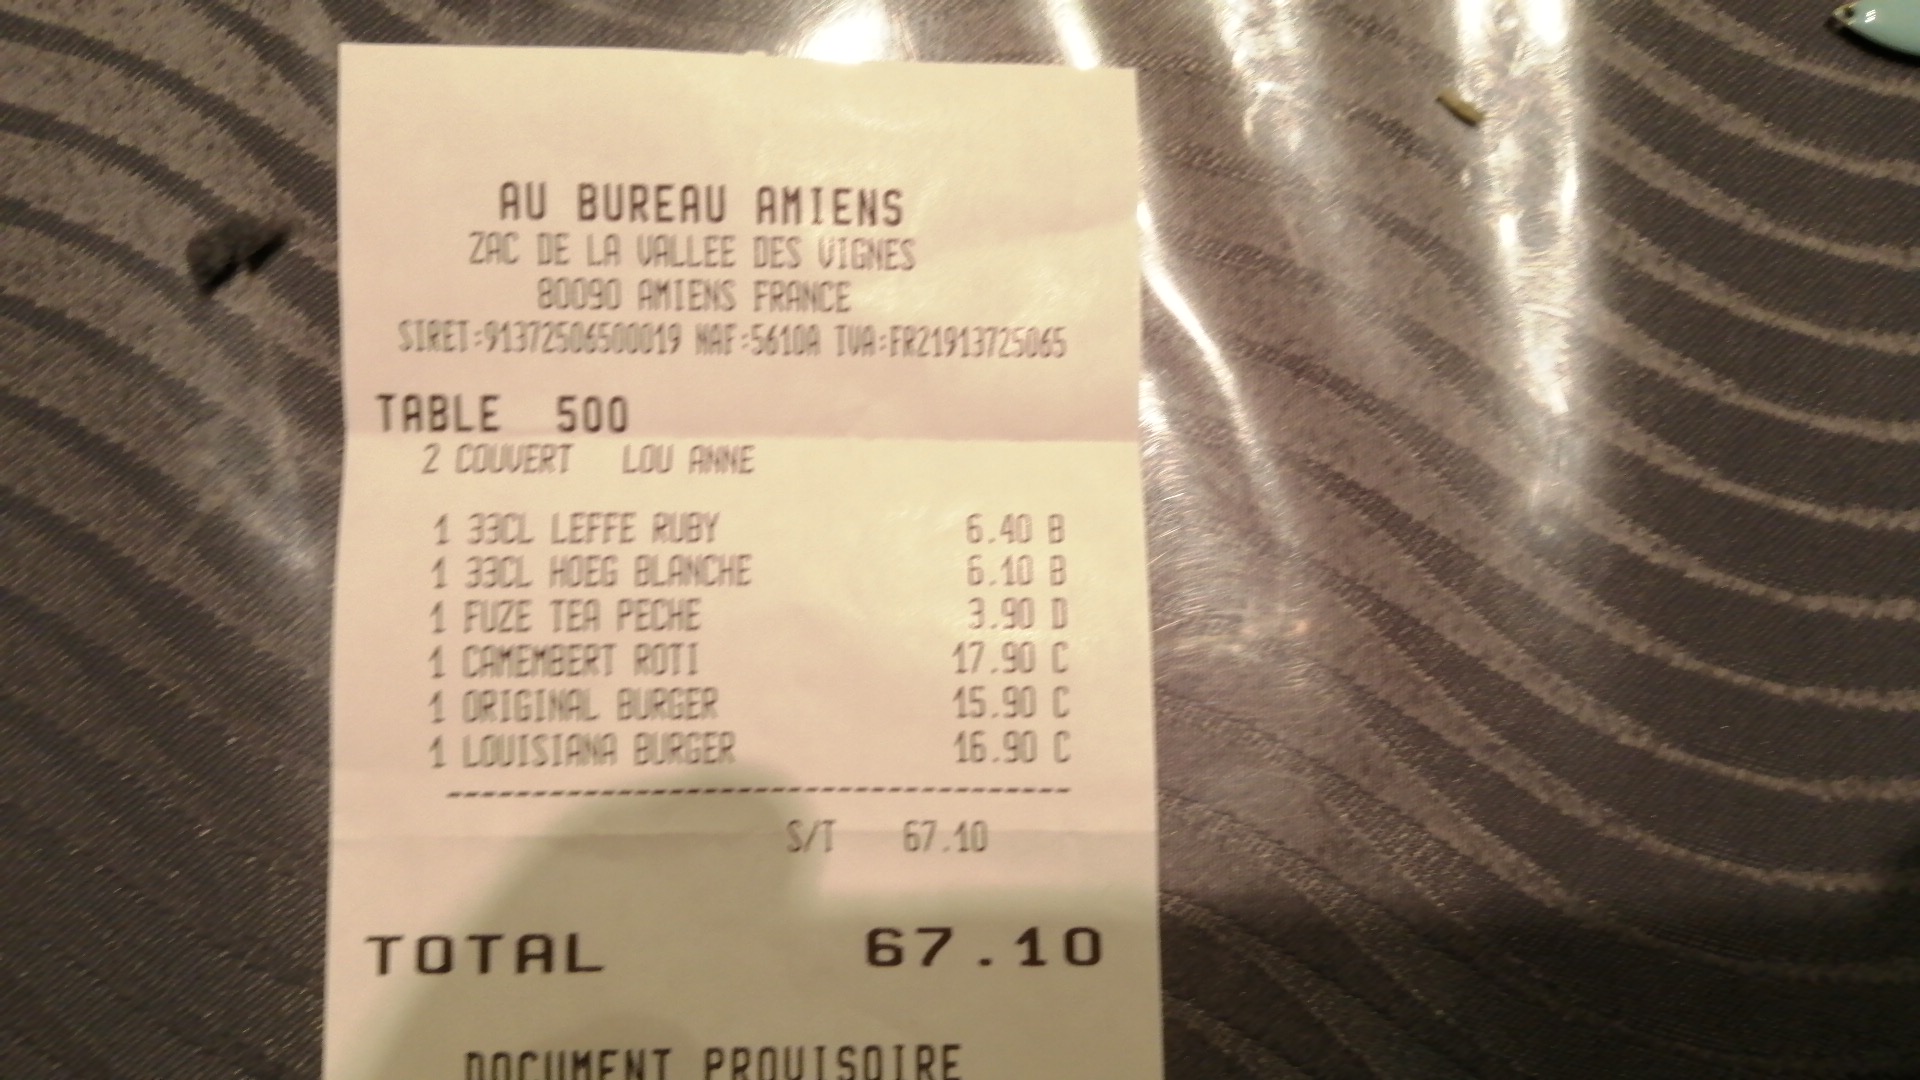 AU BUREAU AMIENS
ZAC DE LA VALLEE DES VIGNES
80090 AMIENS FRANCE
SIRET:91372506500019 NAF:5610A TVA:FR21913725065
TABLE 500
2 COUVERT LOU ANNE
1 33CL LEFFE RUBY 6.40 B
1 33CL HOEG BLANCHE 6.10 B
1 FUZE TEA PECHE 3.90 D
1 CAMEMBERT ROTI 17.90 C
1 ORIGINAL BURGER 15.90 C
1 LOUISIANA BURGER 16.90 C
S/T 67.10
TOTAL 67.10
DOCUMENT PROVISOIRE